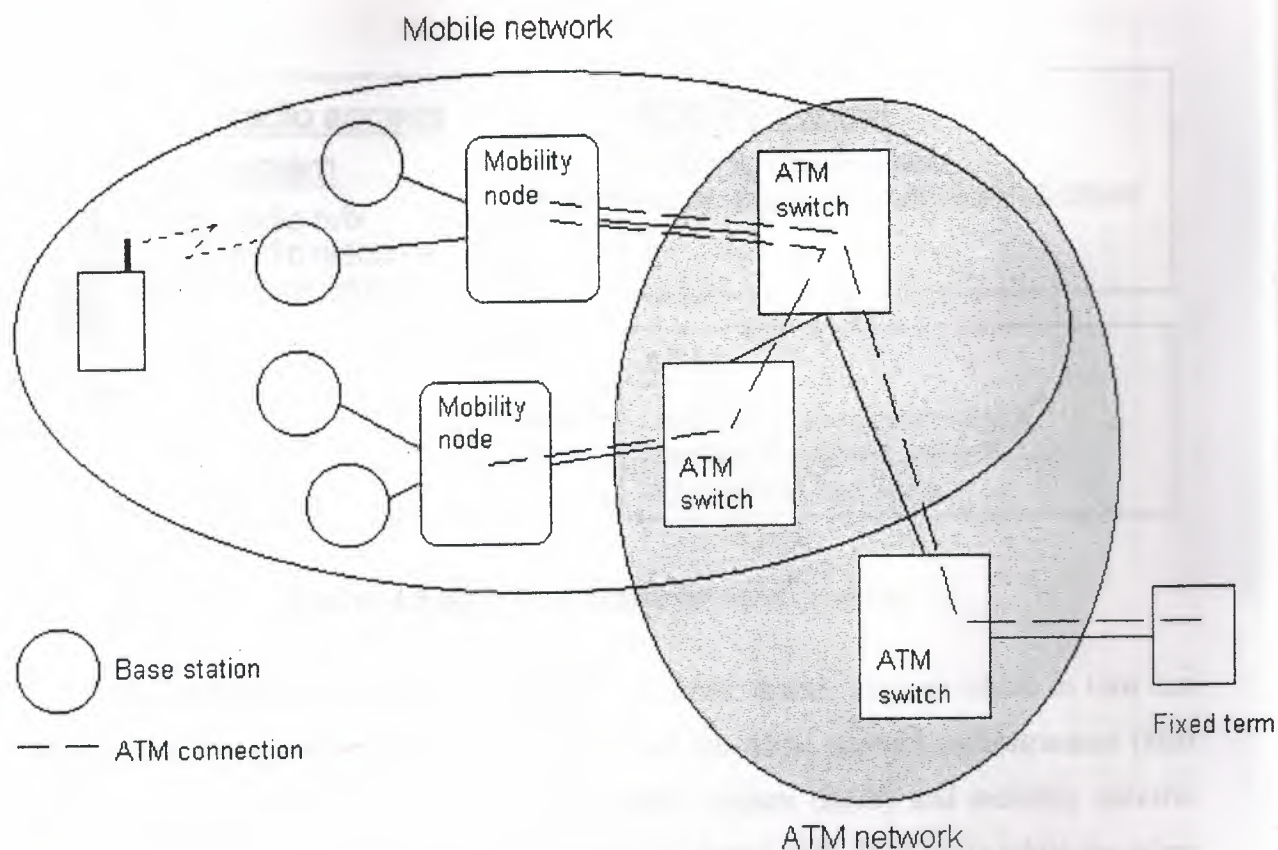 Mobile network
Mobility
node
ATM
switch
Mobility
node
ATM
switch
ATM
switch
Base station
ATM connection
Fixed term
ATM network